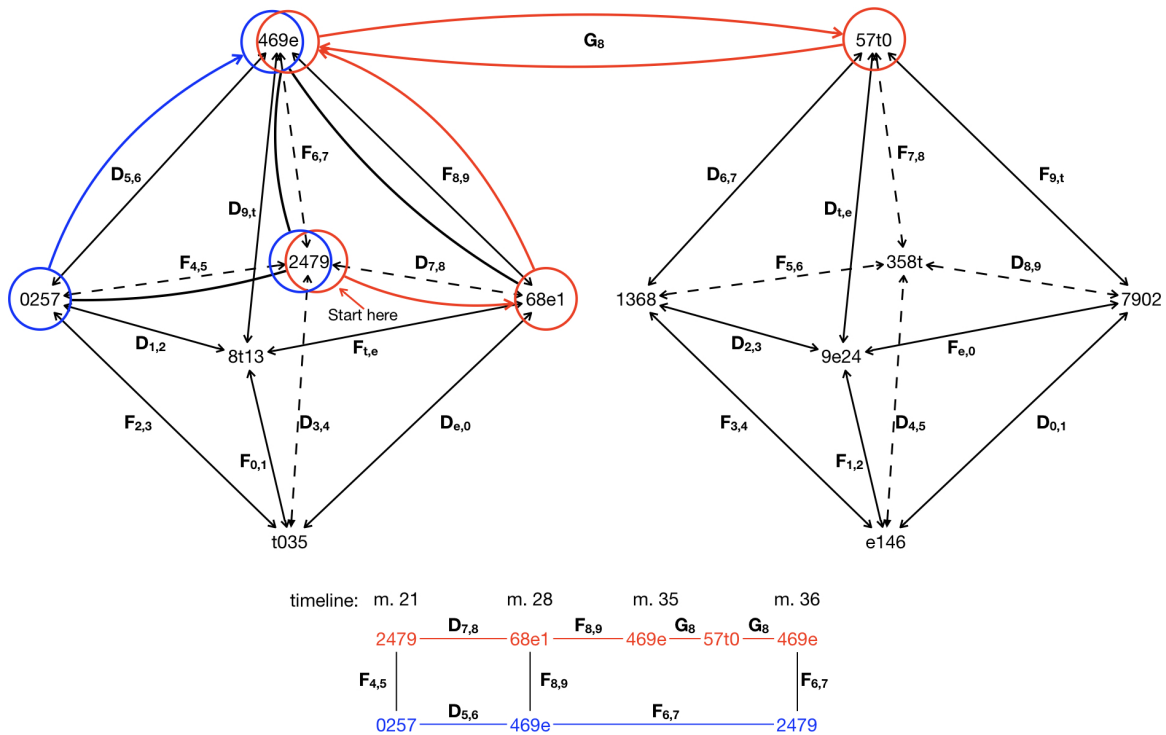 469e
57t0
G8
D5,6
F6,7
F8,9
D9,t
D6,7
F7,8
F9,t
Dt,e
F4,5
2479
D7,8
0257
68e1
Start here
D1,2
8t13
Ft,e
F2,3
D3,4
De,0
F0,1
t035
F5,6
358t
D8,9
1368
7902
D2,3
9e24
Fe,0
F3,4
D4,5
D0,1
F1,2
e146
timeline: m. 21 m. 28 m. 35 m. 36
D7,8 F8,9 G8 G8
2479 68e1 469e 57t0 469e
F4,5 F8,9 F6,7
D5,6 F6,7
0257 469e 2479